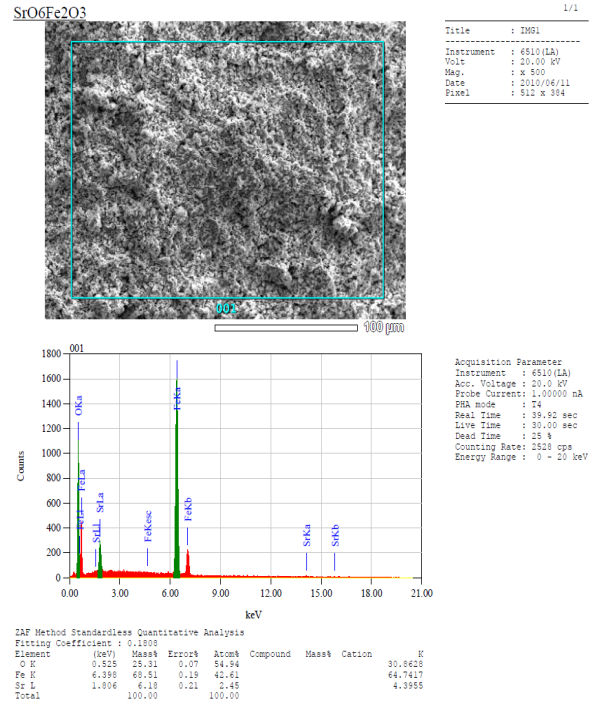 SrO6Fe2O3
1/1
Title : IMG1
Instrument : 6510(LA)
Volt : 20.00 kV
Mag. : x 500
Date : 2010/06/11
Pixel : 512 x 384
001
100 µm
001
1800
1600
1400
1200
1000
800
600
400
200
0
Counts
OKa
FeLl
FeLa
SrLl
SrLa
FeKesc
FeKa
FeKb
SrKa
SrKb
0.00 3.00 6.00 9.00 12.00 15.00 18.00 21.00
keV
Acquisition Parameter
Instrument : 6510(LA)
Acc. Voltage : 20.0 kV
Probe Current: 1.00000 nA
PHA mode : T4
Real Time : 39.92 sec
Live Time : 30.00 sec
Dead Time : 25 %
Counting Rate: 2528 cps
Energy Range : 0 - 20 keV
ZAF Method Standardless Quantitative Analysis
Fitting Coefficient : 0.1808
Element (keV) Mass% Error% Atom% Compound Mass% Cation K
O K 0.525 25.31 0.07 54.94 30.8628
Fe K 6.398 68.51 0.19 42.61 64.7417
Sr L 1.806 6.18 0.21 2.45 4.3955
Total 100.00 100.00